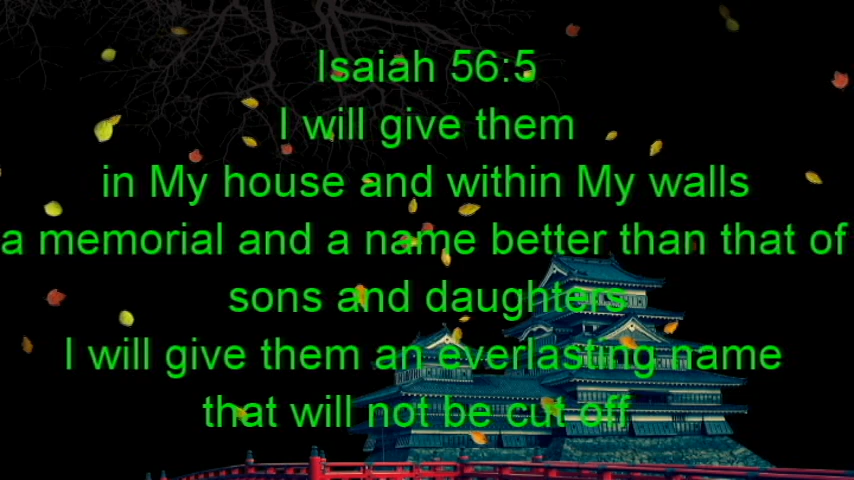 Isaiah 56:5
I will give them
in My house and within My walls
a memorial and a name better than that of
sons and daughters
I will give them an everlasting name
that will not be cut off